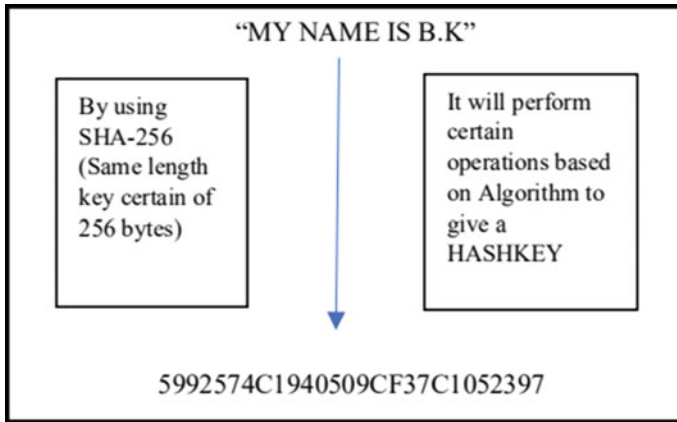 “MY NAME IS B.K”
By using
SHA-256
(Same length
key certain of
256 bytes)
It will perform
certain
operations based
on Algorithm to
give a
HASHKEY
5992574C1940509CF37C1052397